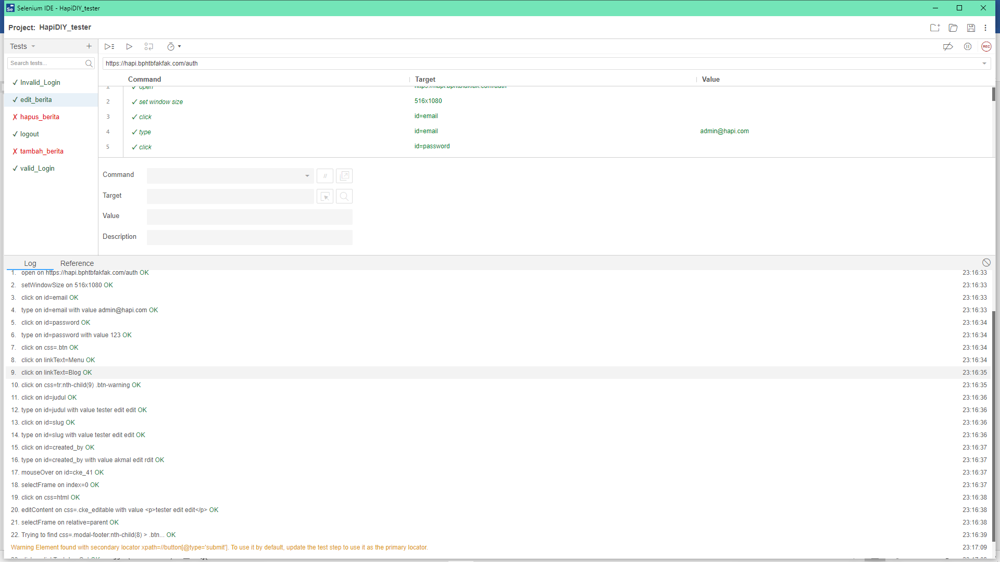 Selenium IDE - HapiDIY_tester
Project: HapiDIY_tester
Tests
Search tests...
✓ Invalid_Login
✓ edit_berita
✗ hapus_berita
✓ logout
✗ tambah_berita
✓ valid_Login
REC
https://hapi.bphtbfakfak.com/auth
Command Target Value
1 ✓ open https://hapi.bphtbfakfak.com/auth
2 ✓ set window size 516x1080
3 ✓ click id=email
4 ✓ type id=email admin@hapi.com
5 ✓ click id=password
Command //
Target
Value
Description
Log Reference
1. open on https://hapi.bphtbfakfak.com/auth OK 23:16:33
2. setWindowSize on 516x1080 OK 23:16:33
3. click on id=email OK 23:16:33
4. type on id=email with value admin@hapi.com OK 23:16:33
5. click on id=password OK 23:16:34
6. type on id=password with value 123 OK 23:16:34
7. click on css=.btn OK 23:16:34
8. click on linkText=Menu OK 23:16:34
9. click on linkText=Blog OK 23:16:35
10. click on css=tr:nth-child(9) .btn-warning OK 23:16:35
11. click on id=judul OK 23:16:36
12. type on id=judul with value tester edit edit OK 23:16:36
13. click on id=slug OK 23:16:36
14. type on id=slug with value tester edit edit OK 23:16:36
15. click on id=created_by OK 23:16:37
16. type on id=created_by with value akmal edit rdit OK 23:16:37
17. mouseOver on id=cke_41 OK 23:16:37
18. selectFrame on index=0 OK 23:16:37
19. click on css=html OK 23:16:38
20. editContent on css=.cke_editable with value <p>tester edit edit</p> OK 23:16:38
21. selectFrame on relative=parent OK 23:16:38
22. Trying to find css=.modal-footer:nth-child(8) > .btn... OK 23:16:39
Warning Element found with secondary locator xpath=//button[@type='submit']. To use it by default, update the test step to use it as the primary locator. 23:17:09